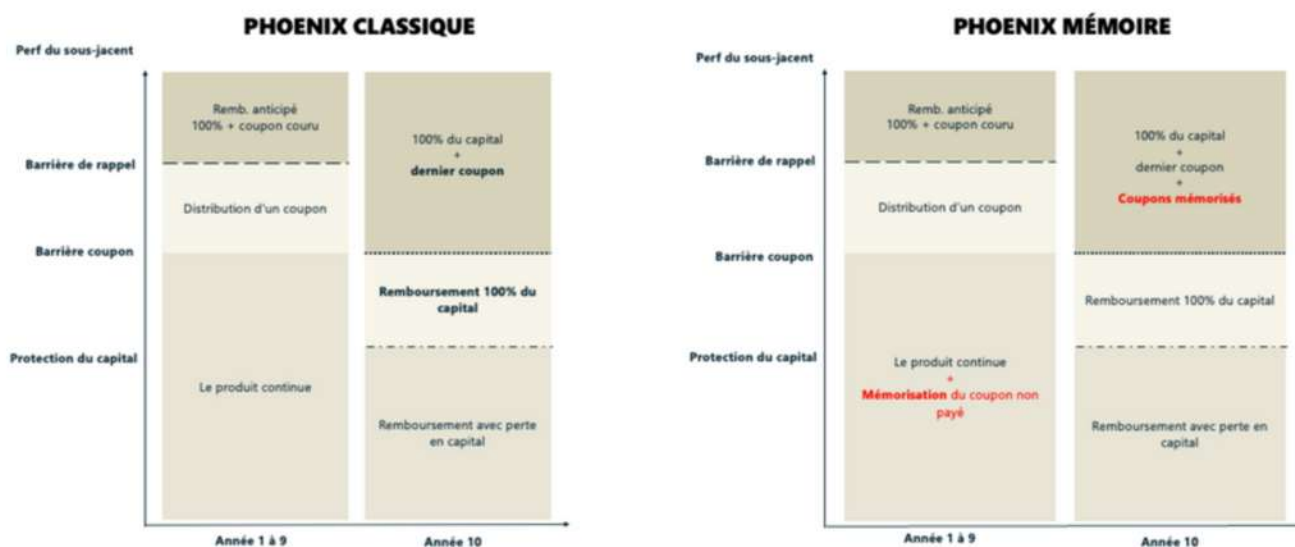 PHOENIX CLASSIQUE
Perf du sous-jacent
Remb. anticipé
100% + coupon couru
100% du capital
+
dernier coupon
Barrière de rappel
Distribution d'un coupon
Barrière coupon
Remboursement 100% du
capital
Protection du capital
Le produit continue
Remboursement avec perte
en capital
Année 1 à 9
Année 10
PHOENIX MÉMOIRE
Perf du sous-jacent
Remb. anticipé
100% + coupon couru
100% du capital
+
dernier coupon
+
Coupons mémorisés
Barrière de rappel
Distribution d'un coupon
Barrière coupon
Remboursement 100% du capital
Protection du capital
Le produit continue
+
Mémorisation du coupon non
payé
Remboursement avec perte en
capital
Année 1 à 9
Année 10